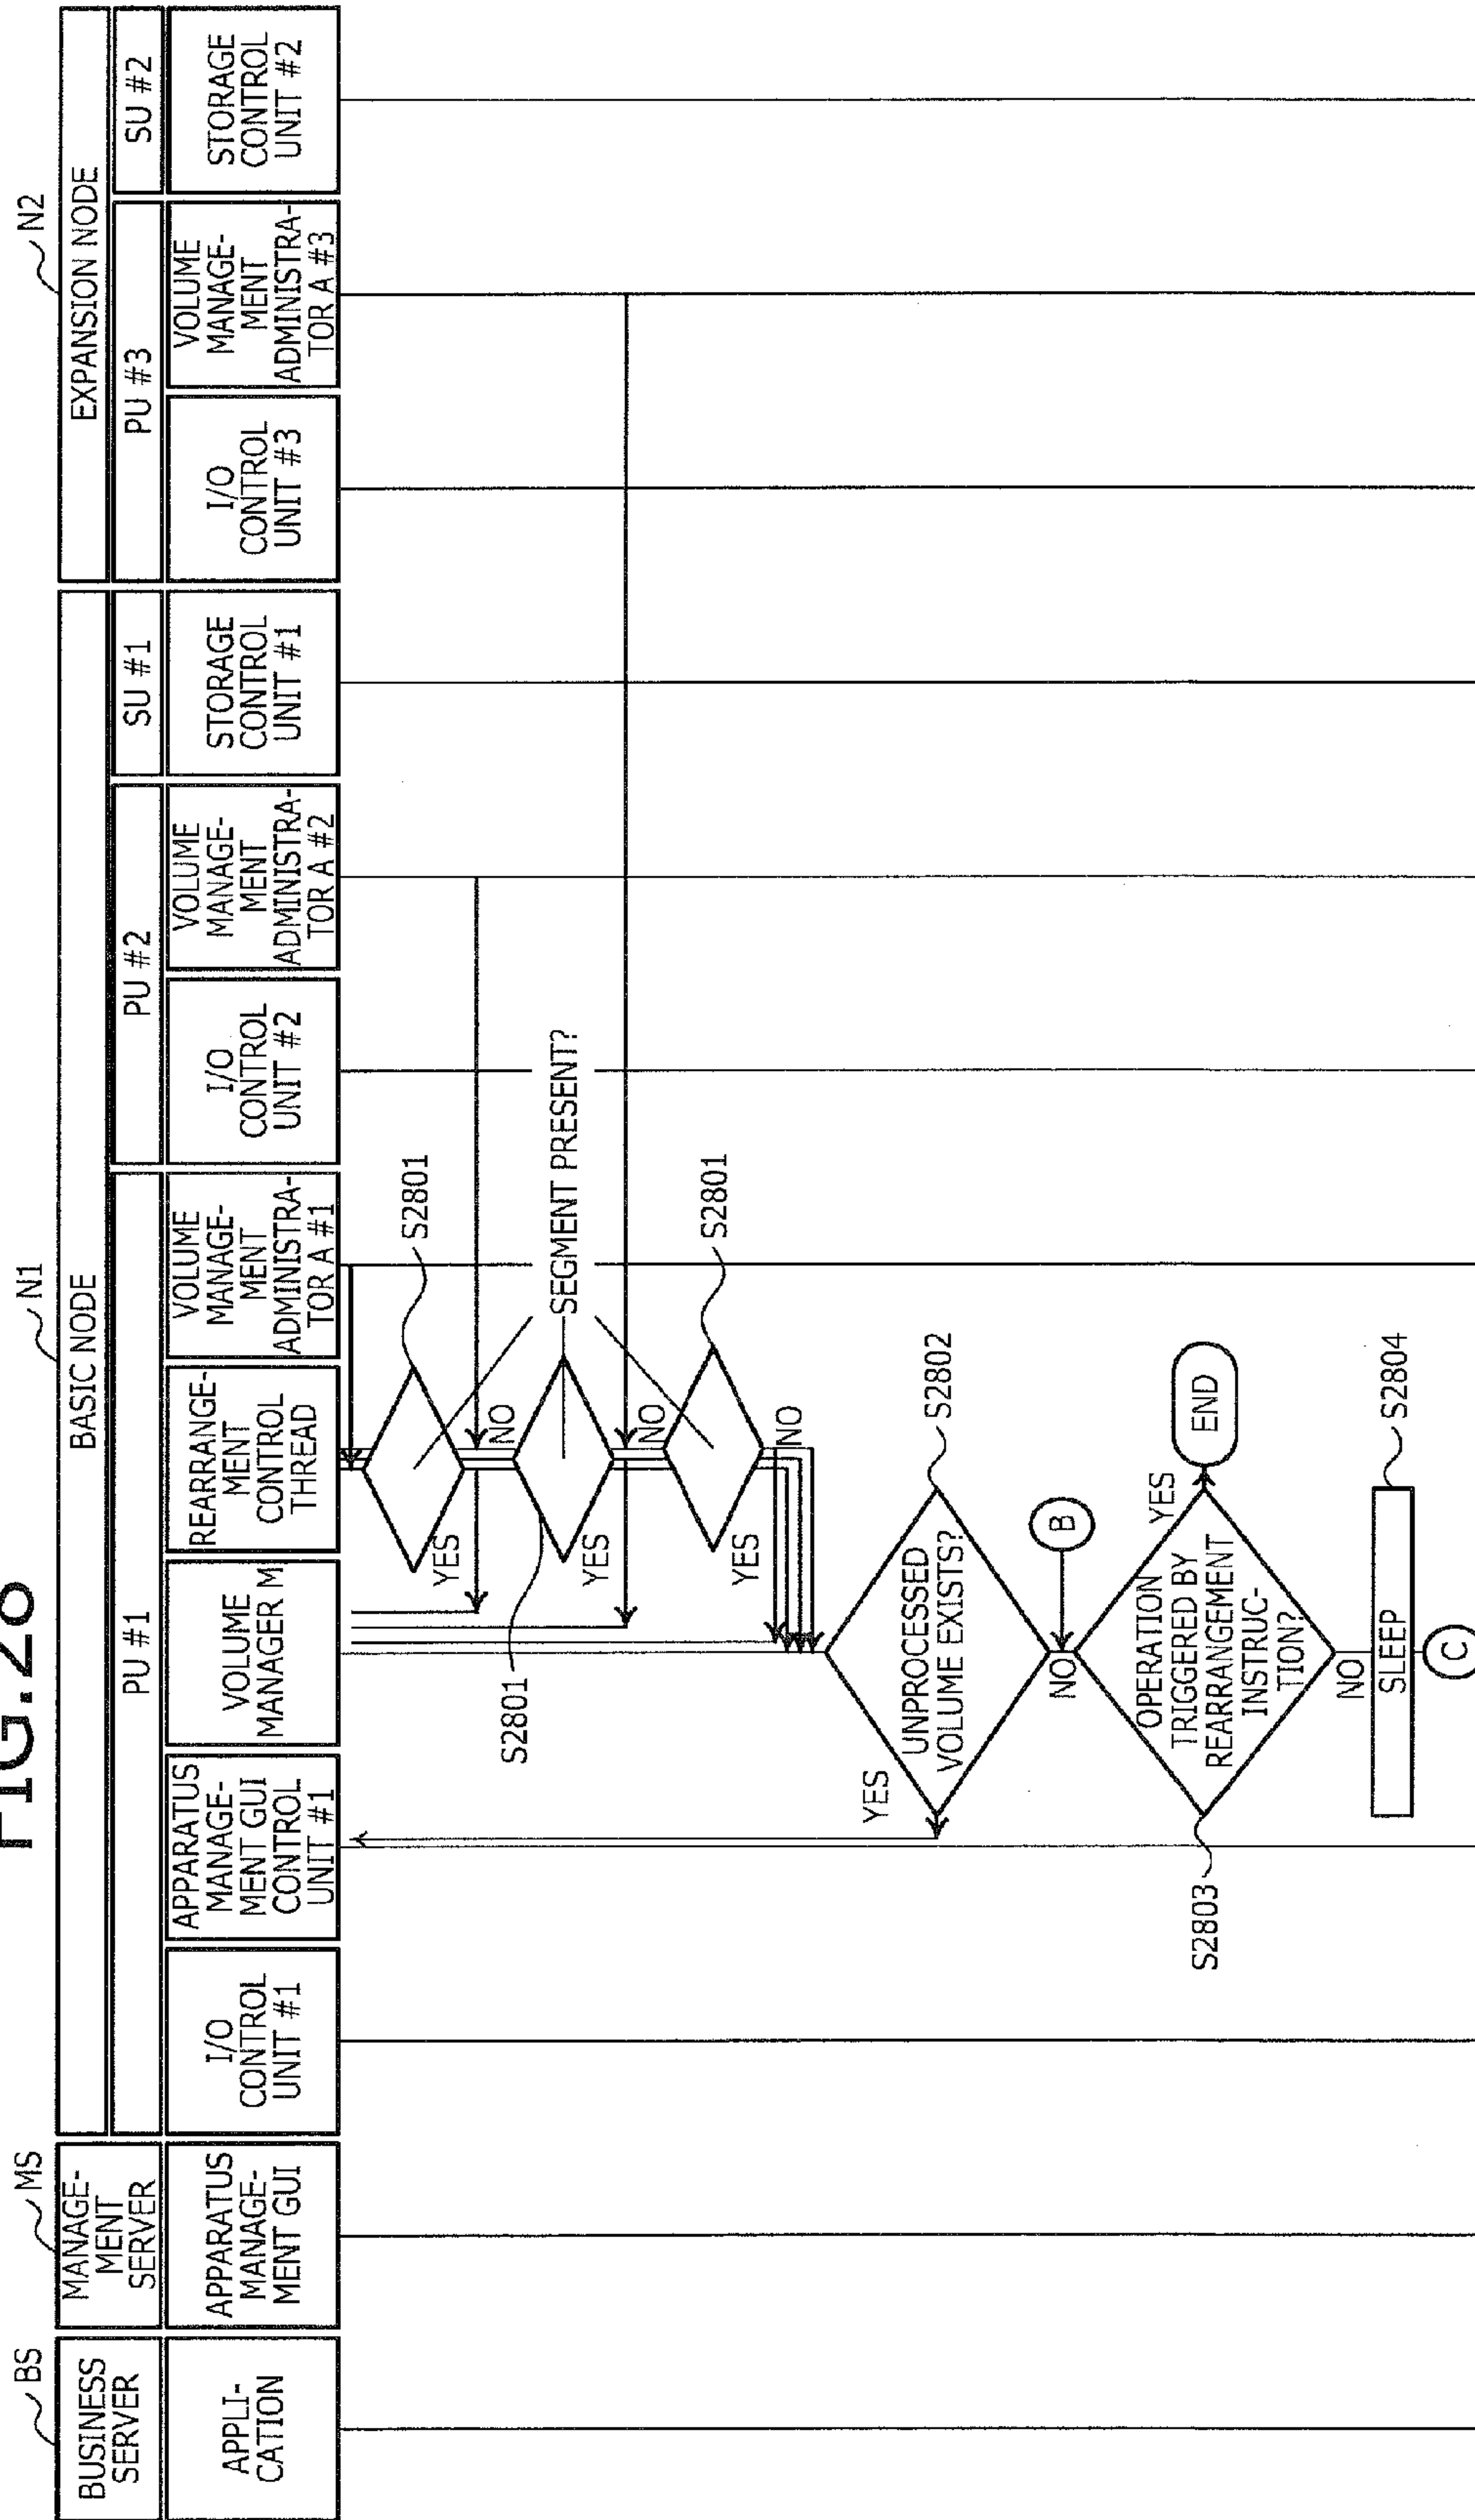 FIG.28
BS
MS
N1
N2
BUSINESS
SERVER
MANAGE-
MENT
SERVER
BASIC NODE
EXPANSION NODE
PU #1
PU #2
SU #1
PU #3
SU #2
APPLI-
CATION
APPARATUS
MANAGE-
MENT GUI
I/O
CONTROL
UNIT #1
APPARATUS
MANAGE-
MENT GUI
CONTROL
UNIT #1
VOLUME
MANAGER M
REARRANGE-
MENT
CONTROL
THREAD
VOLUME
MANAGE-
MENT
ADMINISTRA-
TOR A #1
I/O
CONTROL
UNIT #2
VOLUME
MANAGE-
MENT
ADMINISTRA-
TOR A #2
STORAGE
CONTROL
UNIT #1
I/O
CONTROL
UNIT #3
VOLUME
MANAGE-
MENT
ADMINISTRA-
TOR A #3
STORAGE
CONTROL
UNIT #2
S2801
YES
NO
S2801
SEGMENT PRESENT?
YES
NO
S2801
YES
NO
S2802
UNPROCESSED
VOLUME EXISTS?
YES
NO
B
S2803
OPERATION
TRIGGERED BY
REARRANGEMENT
INSTRUC-
TION?
YES
END
NO
SLEEP
S2804
C